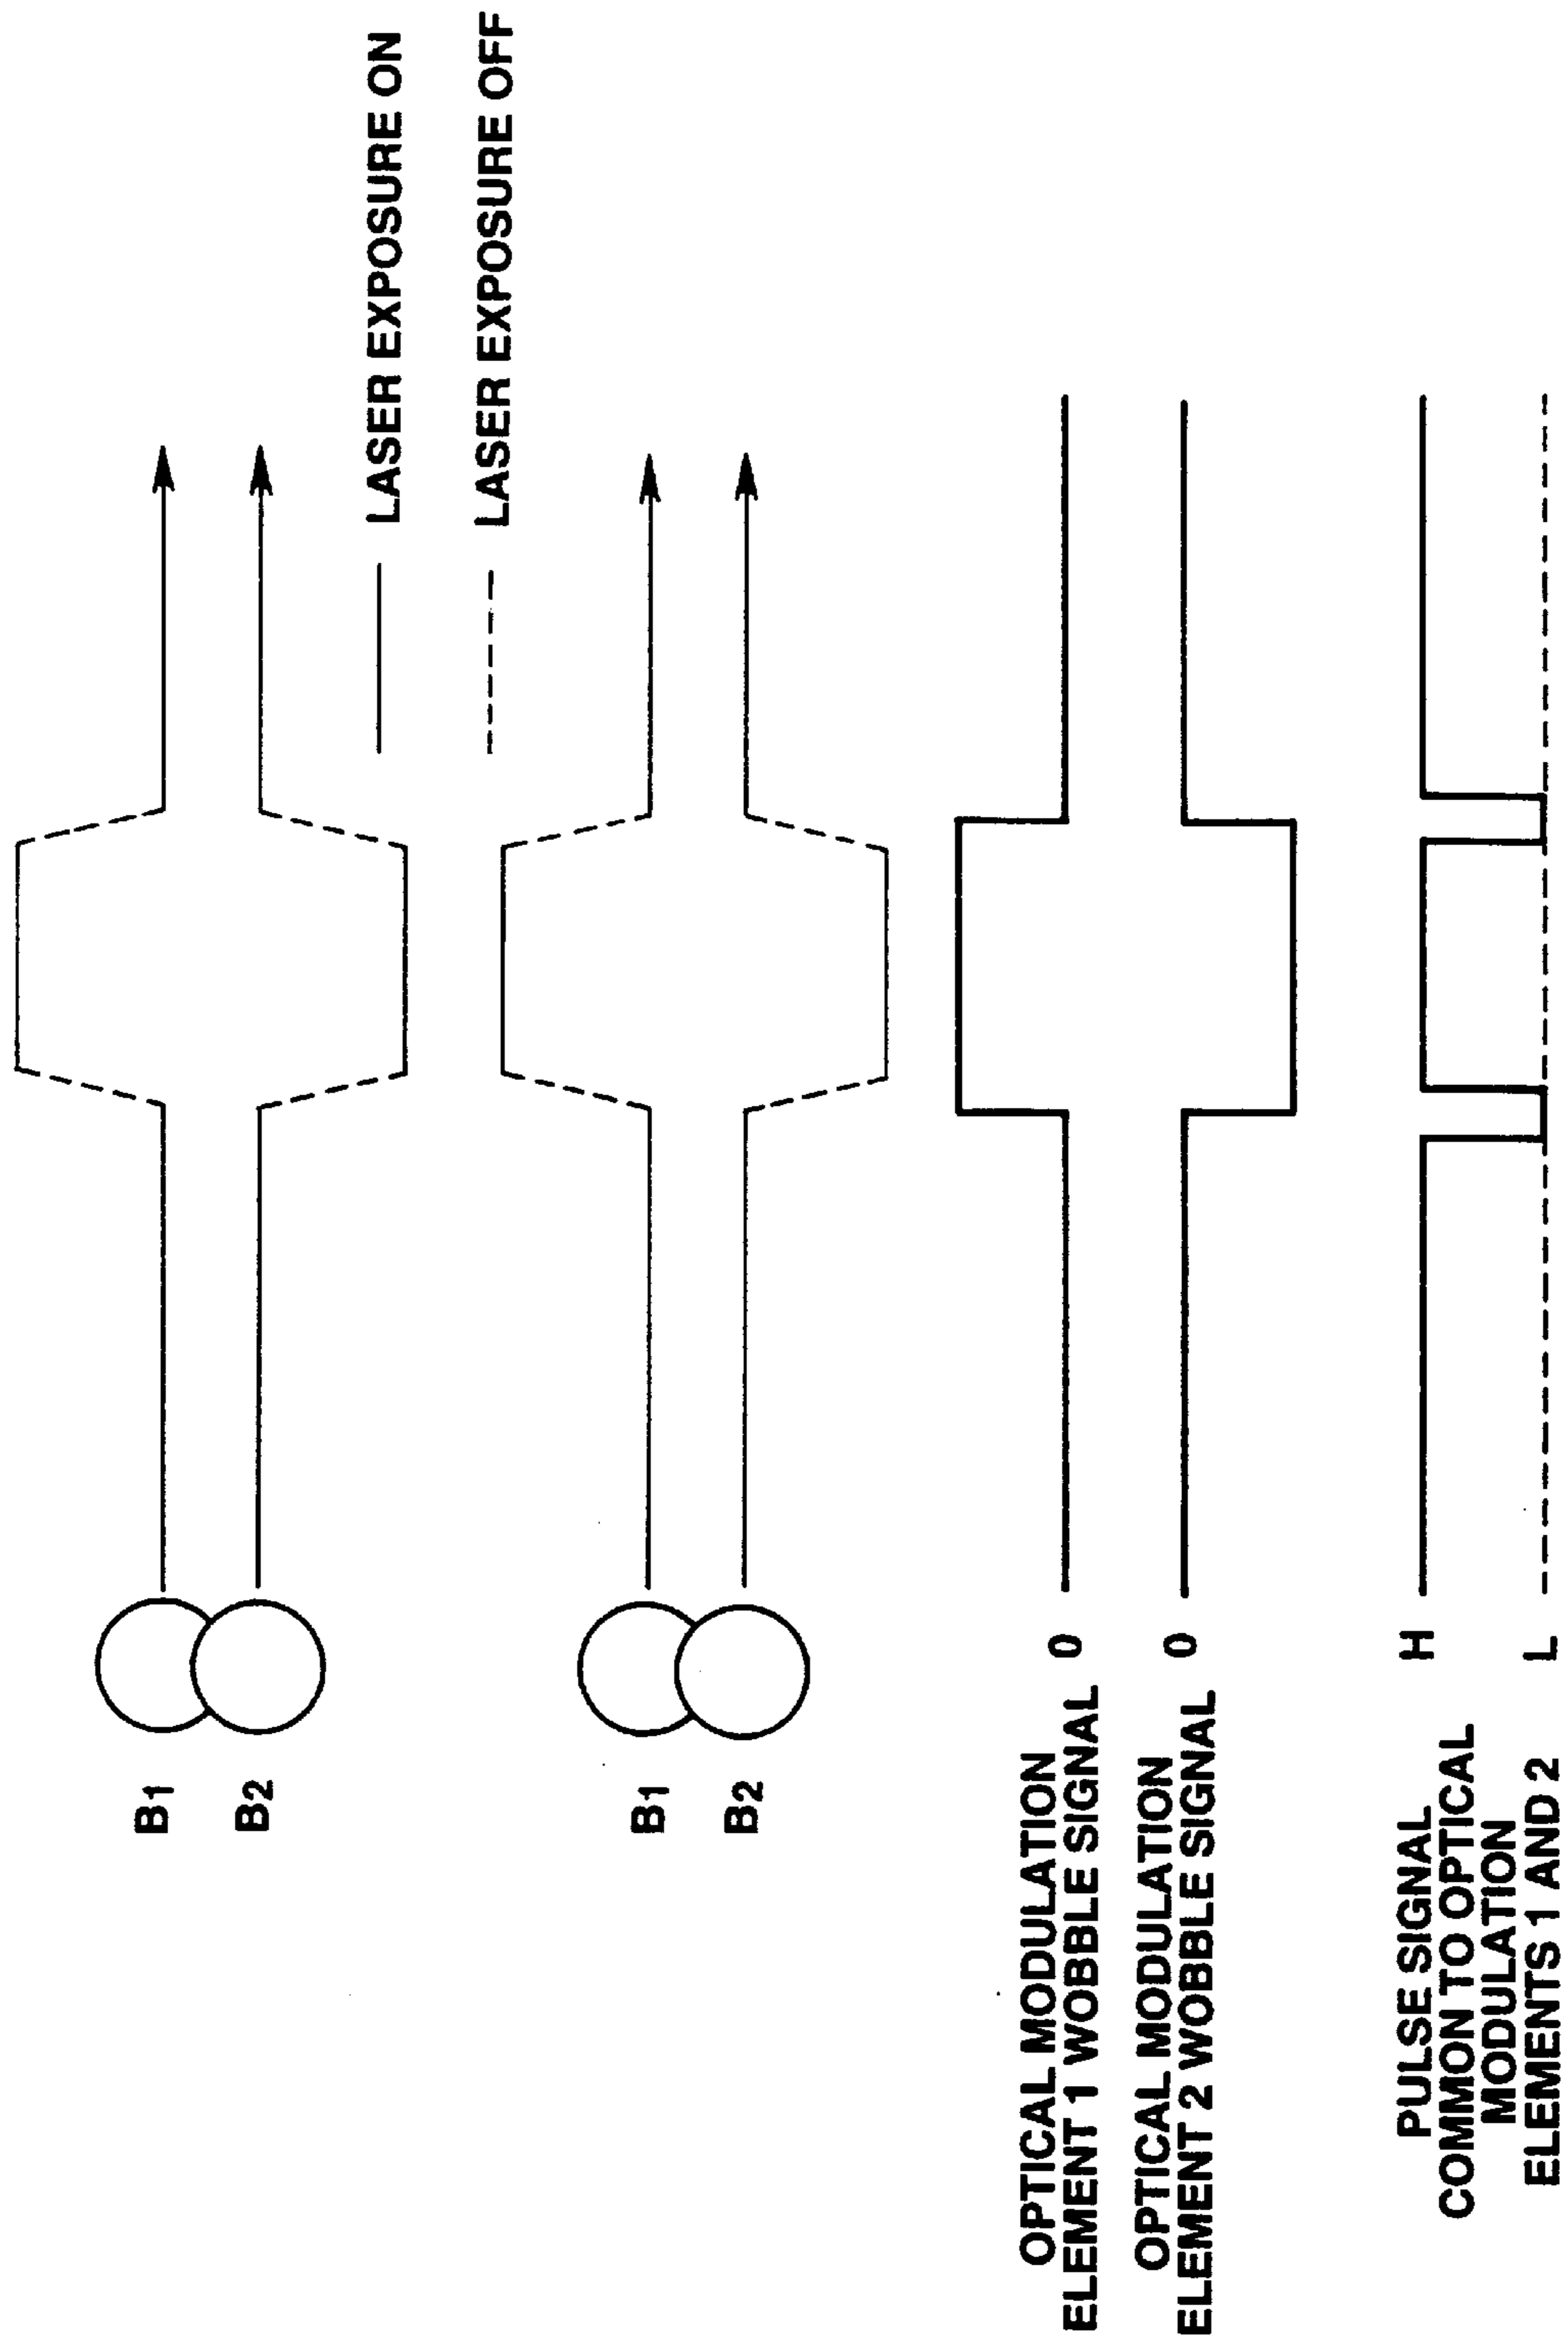 B1
B2
LASER EXPOSURE ON
LASER EXPOSURE OFF
B1
B2
OPTICAL MODULATION
ELEMENT 1 WOBBLE SIGNAL 0
OPTICAL MODULATION
ELEMENT 2 WOBBLE SIGNAL 0
PULSE SIGNAL H
COMMON TO OPTICAL
MODULATION
ELEMENTS 1 AND 2 L